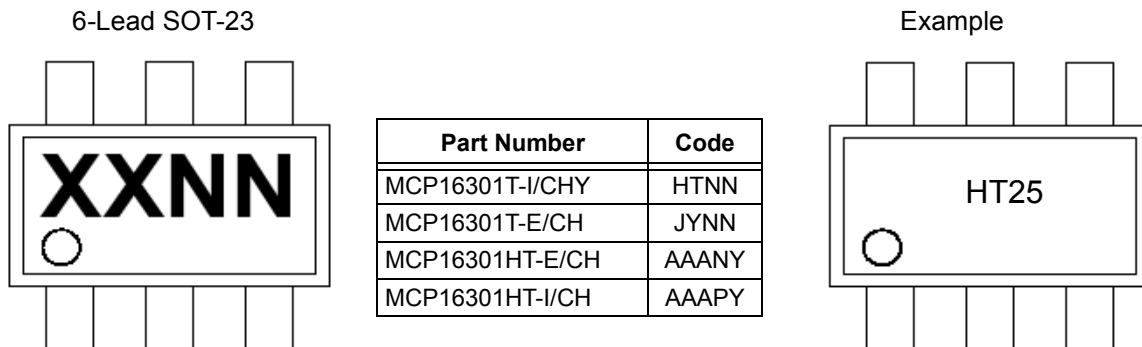 6-Lead SOT-23
XXNN
Part Number Code
MCP16301T-I/CHY HTNN
MCP16301T-E/CH JYNN
MCP16301HT-E/CH AAANY
MCP16301HT-I/CH AAAPY
Example
HT25